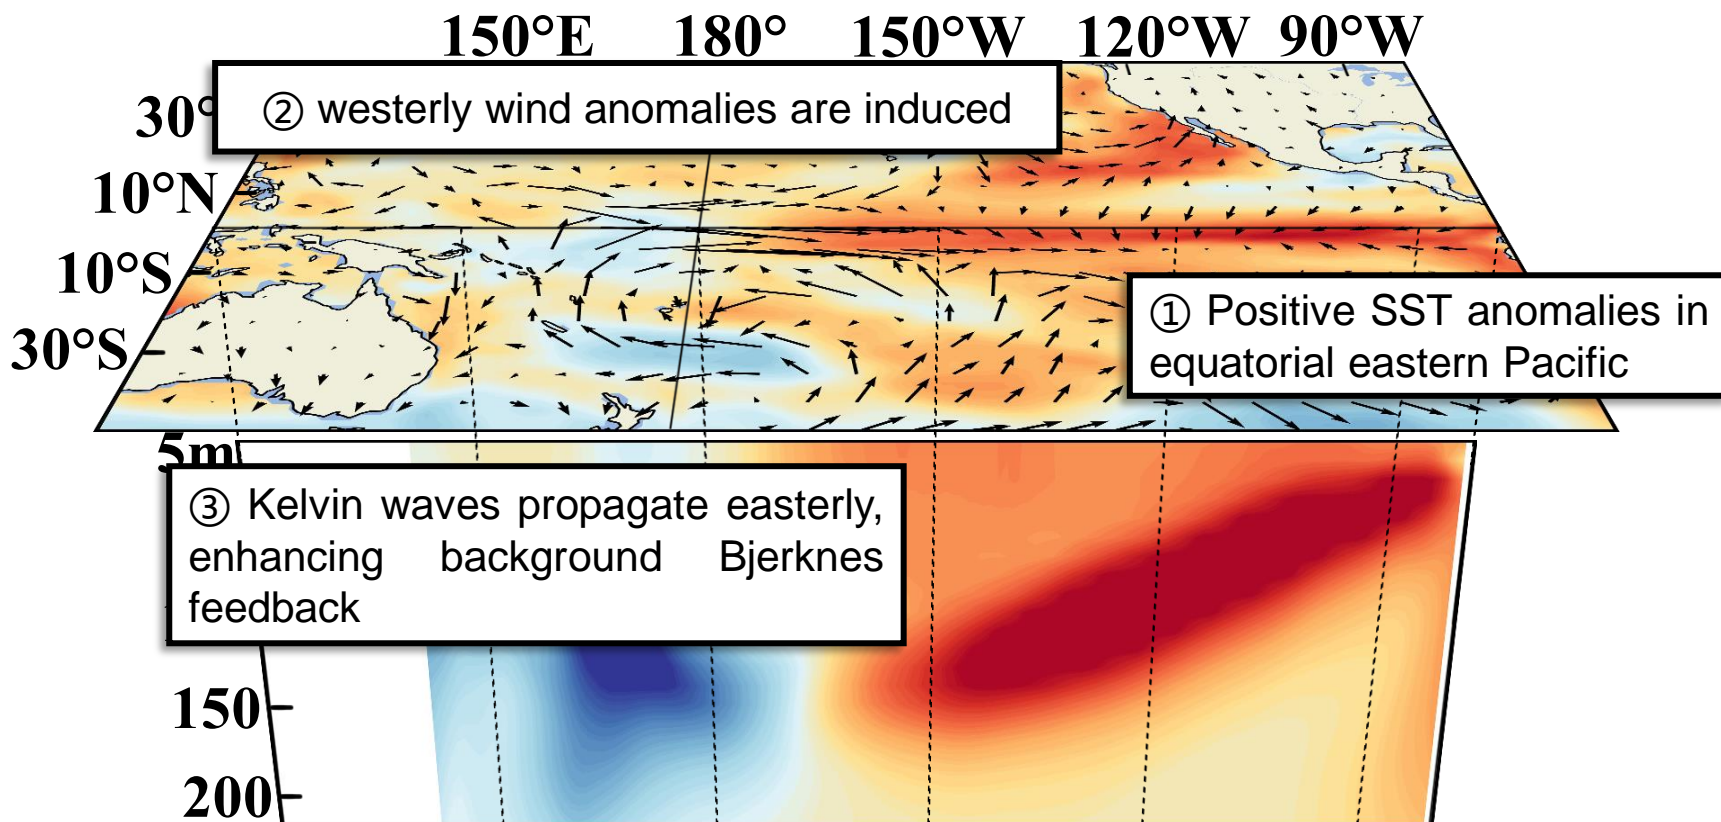 150°E 180° 150°W 120°W 90°W
② westerly wind anomalies are induced
30°
10°N
10°S
① Positive SST anomalies in
equatorial eastern Pacific
30°S
5m
③ Kelvin waves propagate easterly,
enhancing background Bjerknes
feedback
150
200